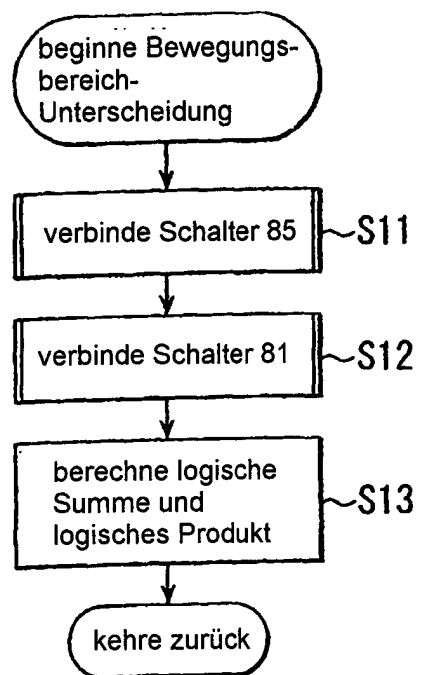 beginne Bewegungs-
bereich-
Unterscheidung
verbinde Schalter 85
S11
verbinde Schalter 81
S12
berechne logische
Summe und
logisches Produkt
S13
kehre zurück